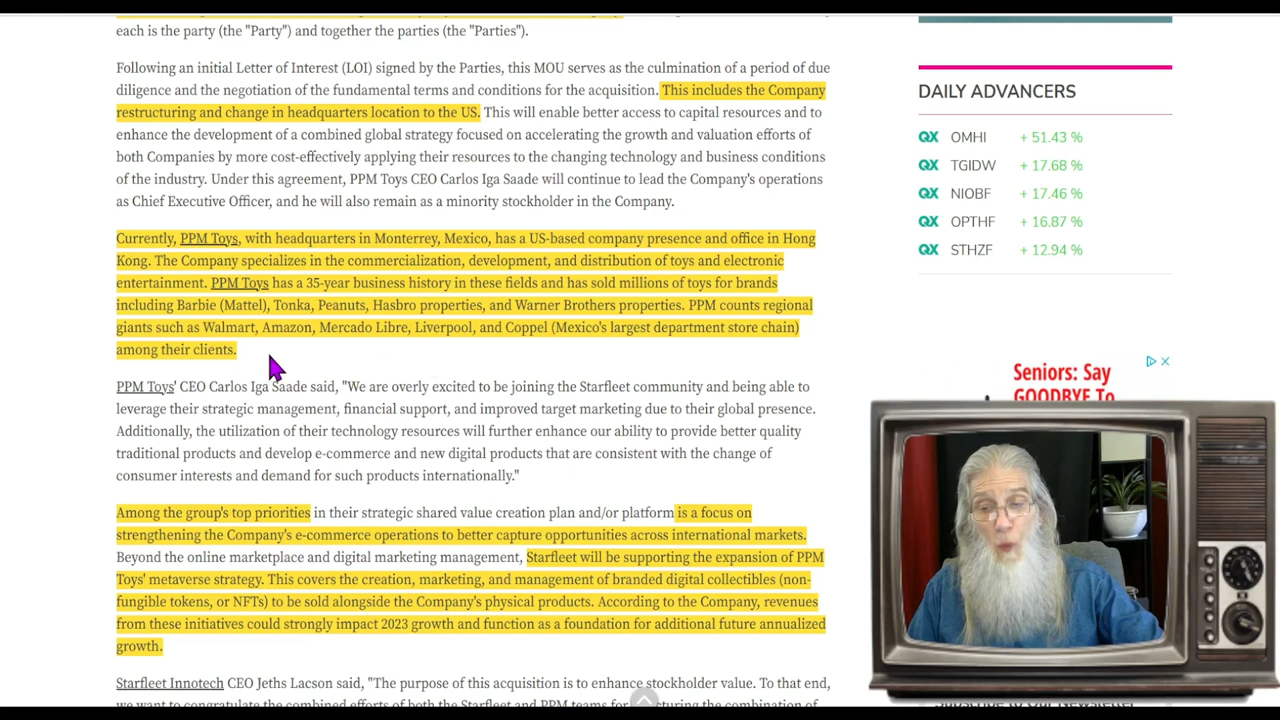 each is the party (the "Party") and together the parties (the "Parties").
Following an initial Letter of Interest (LOI) signed by the Parties, this MOU serves as the culmination of a period of due
diligence and the negotiation of the fundamental terms and conditions for the acquisition. This includes the Company
restructuring and change in headquarters location to the US. This will enable better access to capital resources and to
enhance the development of a combined global strategy focused on accelerating the growth and valuation efforts of
both Companies by more cost-effectively applying their resources to the changing technology and business conditions
of the industry. Under this agreement, PPM Toys CEO Carlos Iga Saade will continue to lead the Company's operations
as Chief Executive Officer, and he will also remain as a minority stockholder in the Company.
Currently, PPM Toys, with headquarters in Monterrey, Mexico, has a US-based company presence and office in Hong
Kong. The Company specializes in the commercialization, development, and distribution of toys and electronic
entertainment. PPM Toys has a 35-year business history in these fields and has sold millions of toys for brands
including Barbie (Mattel), Tonka, Peanuts, Hasbro properties, and Warner Brothers properties. PPM counts regional
giants such as Walmart, Amazon, Mercado Libre, Liverpool, and Coppel (Mexico's largest department store chain)
among their clients.
PPM Toys' CEO Carlos Iga Saade said, "We are overly excited to be joining the Starfleet community and being able to
leverage their strategic management, financial support, and improved target marketing due to their global presence.
Additionally, the utilization of their technology resources will further enhance our ability to provide better quality
traditional products and develop e-commerce and new digital products that are consistent with the change of
consumer interests and demand for such products internationally."
Among the group's top priorities in their strategic shared value creation plan and/or platform is a focus on
strengthening the Company's e-commerce operations to better capture opportunities across international markets.
Beyond the online marketplace and digital marketing management, Starfleet will be supporting the expansion of PPM
Toys' metaverse strategy. This covers the creation, marketing, and management of branded digital collectibles (non-
fungible tokens, or NFTs) to be sold alongside the Company's physical products. According to the Company, revenues
from these initiatives could strongly impact 2023 growth and function as a foundation for additional future annualized
growth.
Starfleet Innotech CEO Jeths Lacson said, "The purpose of this acquisition is to enhance stockholder value. To that end,
we want to congratulate the combined efforts of both the Starfleet and PPM teams for the combination of
DAILY ADVANCERS
QX OMHI + 51.43 %
QX TGIDW + 17.68 %
QX NIOBF + 17.46 %
QX OPTHF + 16.87 %
QX STHZF + 12.94 %
Seniors: Say
GOODBYE To
Subscribe to Our Newsletter